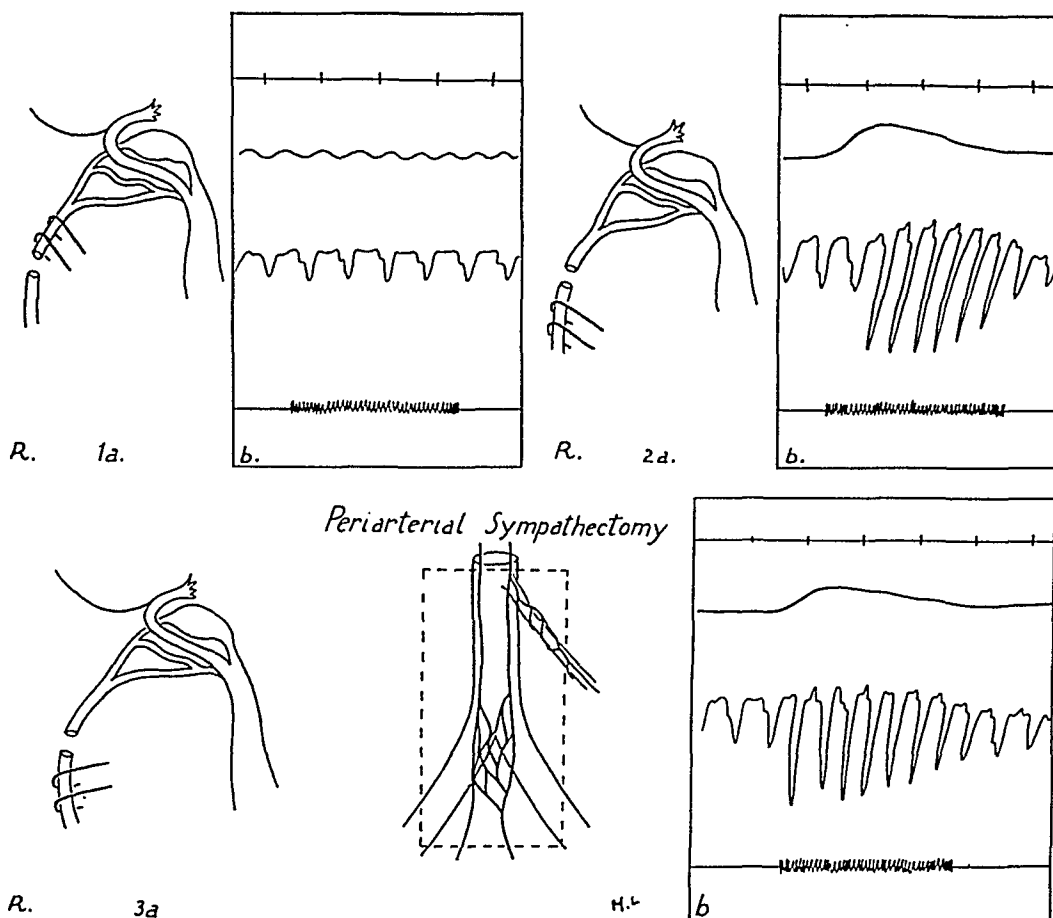 R. 1a.
b.
R. 2a.
b.
Periarterial Sympathectomy
R. 3a
H.L
b